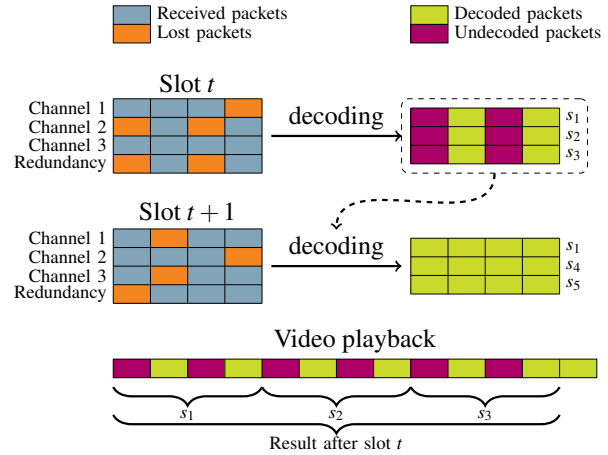 Received packets
Lost packets
Decoded packets
Undecoded packets
Slot t
Channel 1
Channel 2
Channel 3
Redundancy
decoding
s1
s2
s3
Slot t + 1
Channel 1
Channel 2
Channel 3
Redundancy
decoding
s1
s4
s5
Video playback
s1 s2 s3
Result after slot t